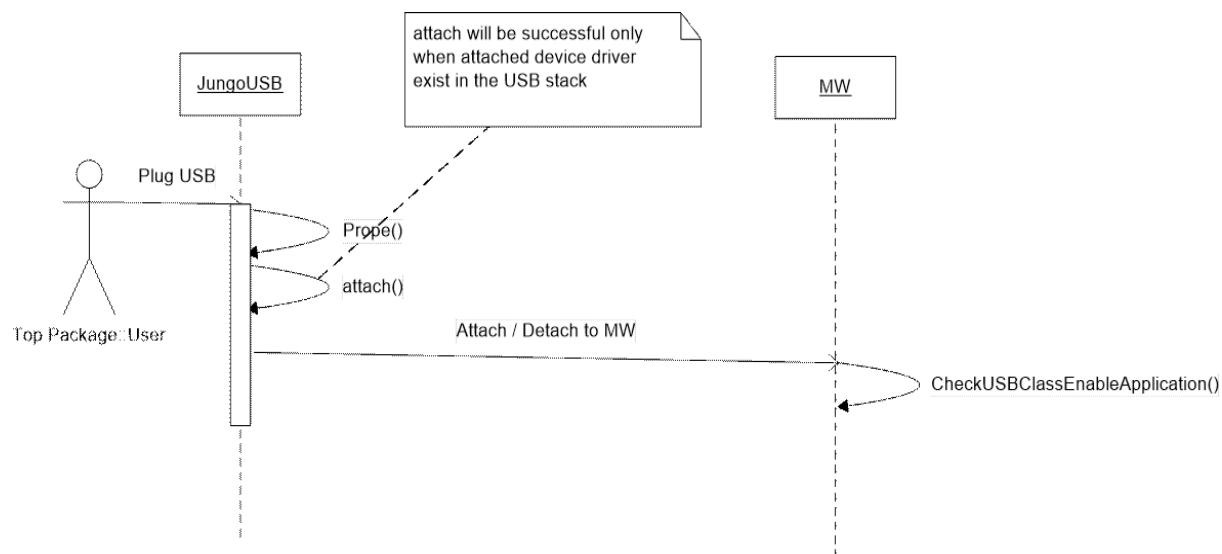 attach will be successful only
when attached device driver
exist in the USB stack
JungoUSB
MW
Plug USB
Prope()
attach()
Top Package::User
Attach / Detach to MW
CheckUSBClassEnableApplication()